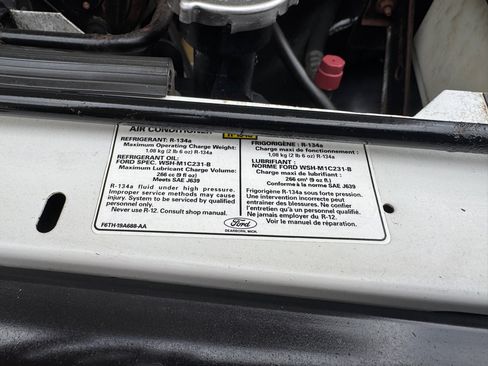 AIR CONDITIONER
REFRIGERANT: R-134a
Maximum Operating Charge Weight:
1,08 kg (2 lb 6 oz) R-134a
REFRIGERANT OIL:
FORD SPEC. WSH-M1C231-B
Maximum Lubricant Charge Volume:
266 cc (9 fl oz)
Meets SAE J639
R-134a fluid under high pressure.
Improper service methods may cause
injury. System to be serviced by qualified
personnel only.
Never use R-12. Consult shop manual.
F6TH-19A688-AA
FRIGORIGÈNE: R-134a
Charge maxi de fonctionnement:
1,08 kg (2 lb 6 oz) R-134a
LUBRIFIANT:
NORME FORD WSH-M1C231-B
Charge maxi de lubrifiant:
266 cm³ (9 oz fl.)
Conforme à la norme SAE J639
Frigorigène R-134a sous forte pression.
Une intervention incorrecte peut
entraîner des blessures. Ne confier
l'entretien qu'à un personnel qualifié.
Ne jamais employer du R-12.
Voir le manuel de réparation.
Ford
DEARBORN, MICH.